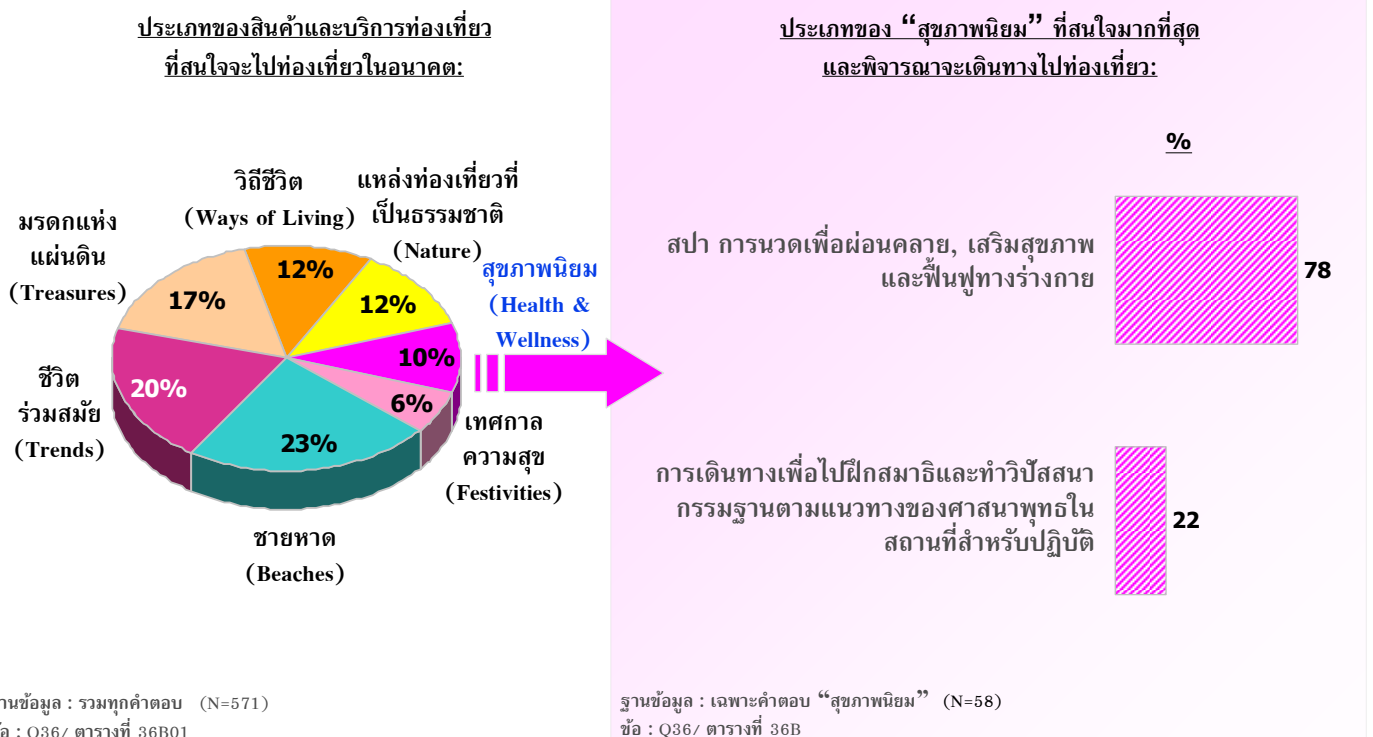 ประเภทของสินค้าและบริการท่องเที่ยว
ที่สนใจจะไปท่องเที่ยวในอนาคต:
วิถีชีวิต
(Ways of Living)
แหล่งท่องเที่ยวที่
เป็นธรรมชาติ
(Nature)
มรดกแห่ง
แผ่นดิน
(Treasures)
สุขภาพนิยม
(Health &
Wellness)
12%
12%
17%
10%
20%
6%
23%
ชีวิต
ร่วมสมัย
(Trends)
เทศกาล
ความสุข
(Festivities)
ชายหาด
(Beaches)
:รวมทุกคำตอบ (N=571)
: Q36/ ตารางที่ 36B01
ประเภทของ “สุขภาพนิยม” ที่สนใจมากที่สุด
และพิจารณาจะเดินทางไปท่องเที่ยว:
%
สปา การนวดเพื่อผ่อนคลาย, เสริมสุขภาพ
และฟื้นฟูทางร่างกาย
78
การเดินทางเพื่อไปฝึกสมาธิและทำวิปัสสนา
กรรมฐานตามแนวทางของศาสนาพุทธใน
สถานที่สำหรับปฏิบัติ
22
ฐานข้อมูล : เฉพาะคำตอบ “สุขภาพนิยม” (N=58)
ข้อ : Q36/ ตารางที่ 36B